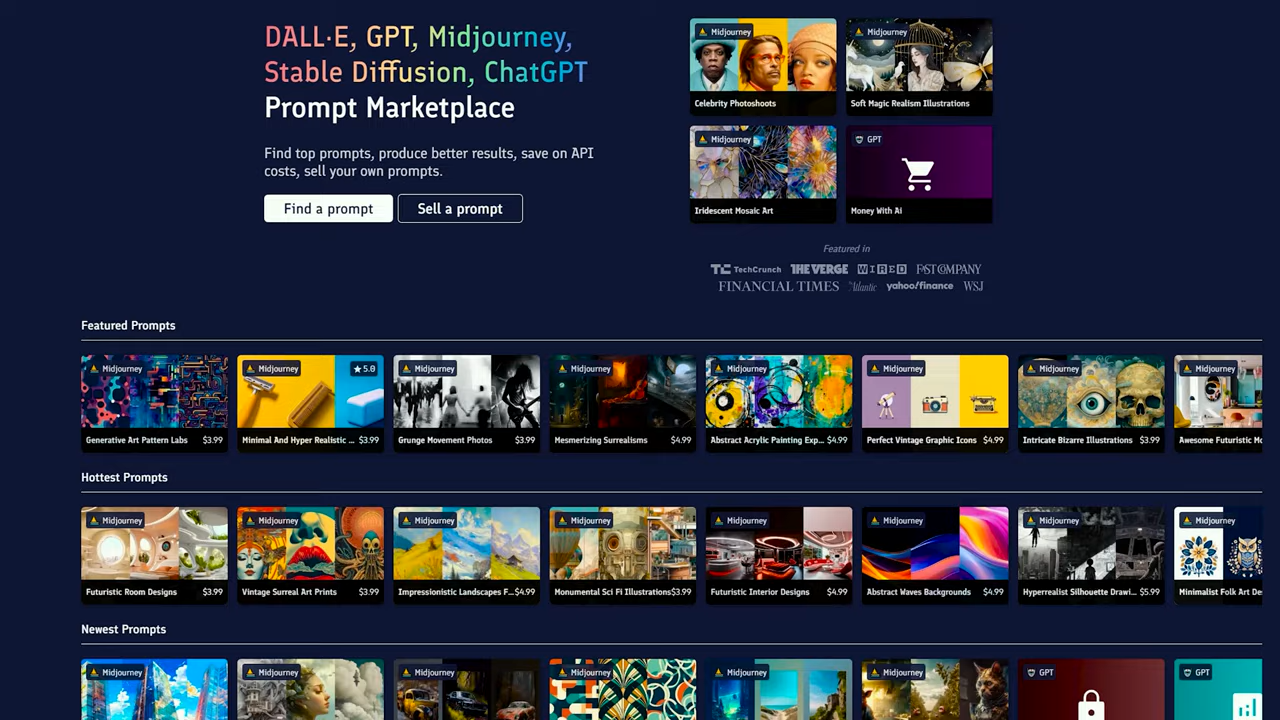 DALL·E, GPT, Midjourney,
Stable Diffusion, ChatGPT
Prompt Marketplace
Find top prompts, produce better results, save on API
costs, sell your own prompts.
Find a prompt
Sell a prompt
Midjourney
Celebrity Photoshoots
Midjourney
Soft Magic Realism Illustrations
Midjourney
Iridescent Mosaic Art
GPT
Money With Ai
Featured in
TC TechCrunch THE VERGE WIRED FAST COMPANY
FINANCIAL TIMES The Atlantic yahoo!finance WSJ
Featured Prompts
Midjourney
Generative Art Pattern Labs $3.99
Midjourney ★ 5.0
Minimal And Hyper Realistic ... $3.99
Midjourney
Grunge Movement Photos $3.99
Midjourney
Mesmerizing Surrealisms $4.99
Midjourney
Abstract Acrylic Painting Exp... $4.99
Midjourney
Perfect Vintage Graphic Icons $4.99
Midjourney
Intricate Bizarre Illustrations $3.99
Midjourney
Awesome Futuristic Mo
Hottest Prompts
Midjourney
Futuristic Room Designs $3.99
Midjourney
Vintage Surreal Art Prints $3.99
Midjourney
Impressionistic Landscapes F... $4.99
Midjourney
Monumental Sci Fi Illustrations $3.99
Midjourney
Futuristic Interior Designs $4.99
Midjourney
Abstract Waves Backgrounds $4.99
Midjourney
Hyperrealist Silhouette Drawi... $5.99
Midjourney
Minimalist Folk Art De
Newest Prompts
Midjourney
Midjourney
Midjourney
Midjourney
Midjourney
Midjourney
GPT
GPT